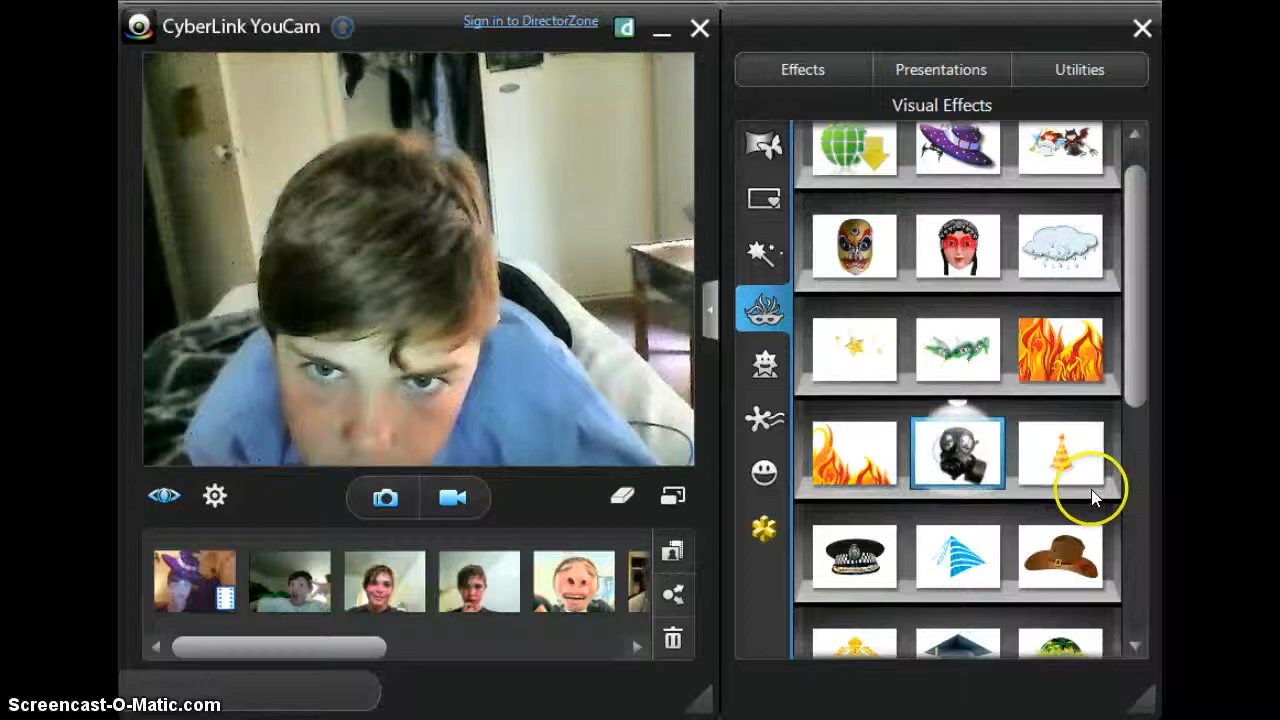 CyberLink YouCam
Sign in to DirectorZone
d
Effects
Presentations
Utilities
Visual Effects
Screencast-O-Matic.com